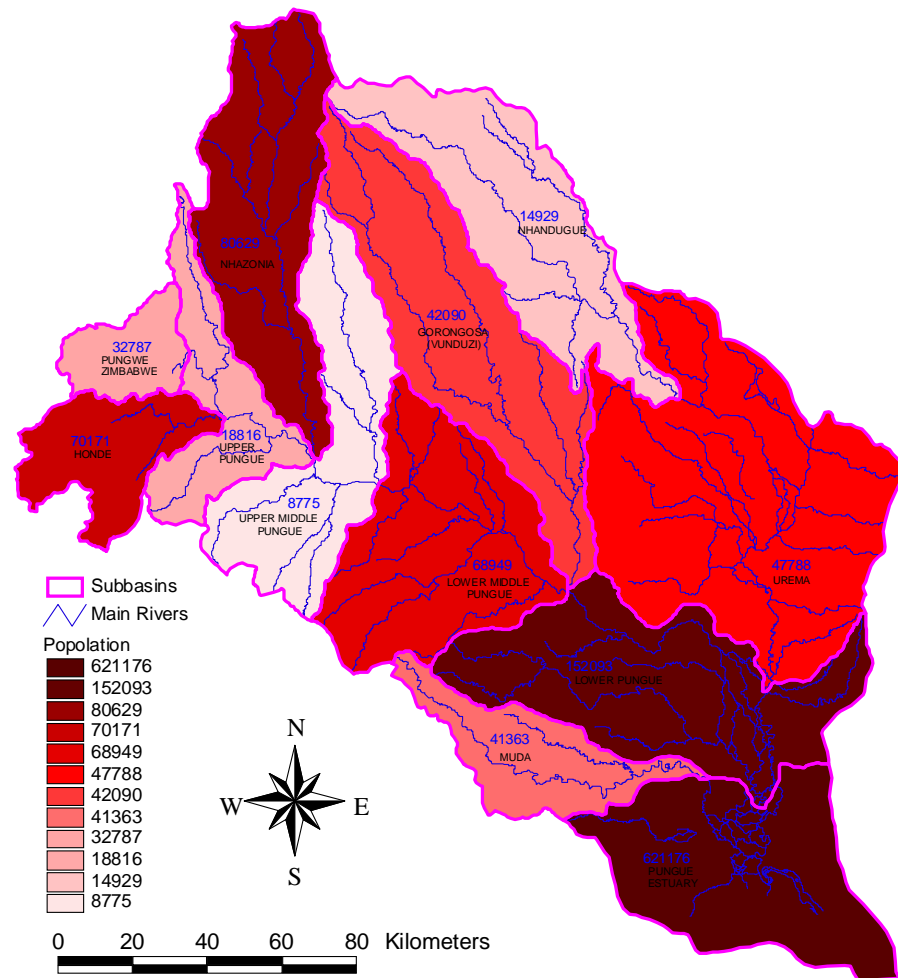 14929
NHANDUGUE
80629
NHAZONIA
42090
GORONGOSA
(VUNDUZI)
32787
PUNGWE
ZIMBABWE
70171
HONDE
18816
UPPER
PUNGUE
8775
UPPER MIDDLE
PUNGUE
68949
LOWER MIDDLE
PUNGUE
47788
UREMA
152093
LOWER PUNGUE
41363
MUDA
621176
PUNGUE
ESTUARY
Subbasins
Main Rivers
Popolation
621176
152093
80629
70171
68949
47788
42090
41363
32787
18816
14929
8775
N
W
E
S
0 20 40 60 80 Kilometers